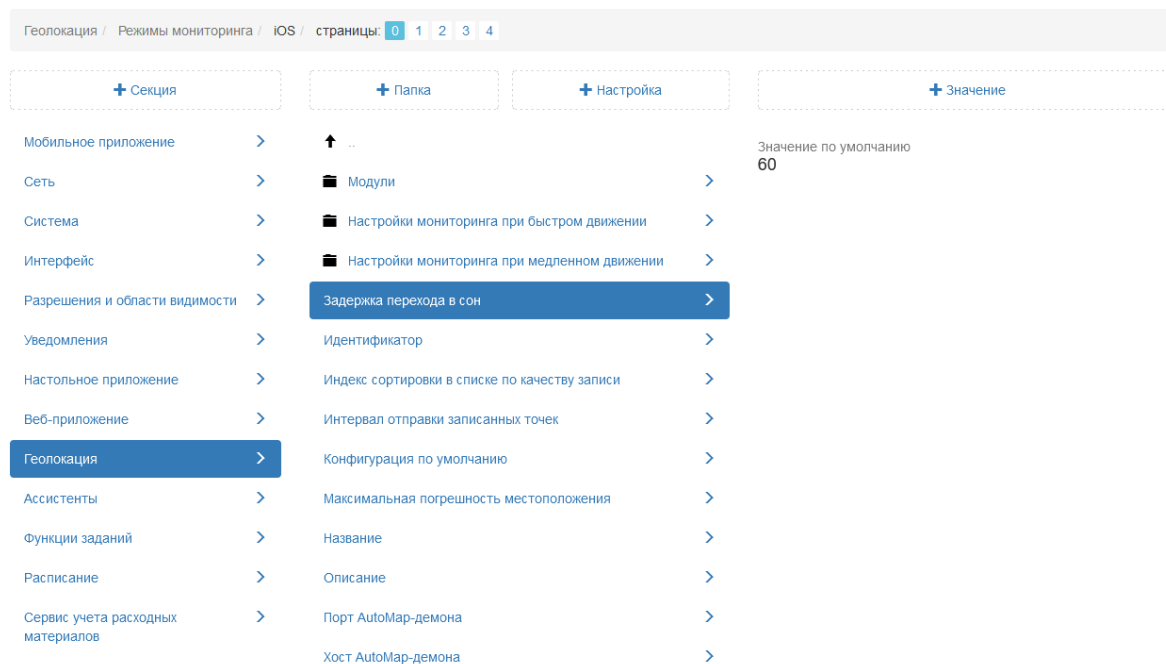 Геолокация / Режимы мониторинга / iOS / страницы: 0 1 2 3 4
+ Секция
+ Папка
+ Настройка
+ Значение
Мобильное приложение
Сеть
Система
Интерфейс
Разрешения и области видимости
Уведомления
Настольное приложение
Веб-приложение
Геолокация
Ассистенты
Функции заданий
Расписание
Сервис учета расходных
материалов
..
Модули
Настройки мониторинга при быстром движении
Настройки мониторинга при медленном движении
Задержка перехода в сон
Идентификатор
Индекс сортировки в списке по качеству записи
Интервал отправки записанных точек
Конфигурация по умолчанию
Максимальная погрешность местоположения
Название
Описание
Порт AutoMap-демона
Хост AutoMap-демона
Значение по умолчанию
60